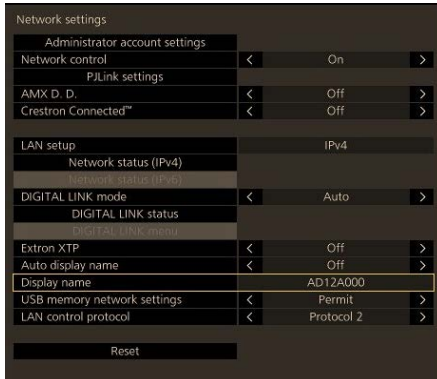 Network settings
Administrator account settings
Network control < On >
PJLink settings
AMX D. D. < Off >
Crestron Connected™ < Off >
LAN setup IPv4
Network status (IPv4)
Network status (IPv6)
DIGITAL LINK mode < Auto >
DIGITAL LINK status
DIGITAL LINK menu
Extron XTP < Off >
Auto display name < Off >
Display name AD12A000
USB memory network settings < Permit >
LAN control protocol < Protocol 2 >
Reset